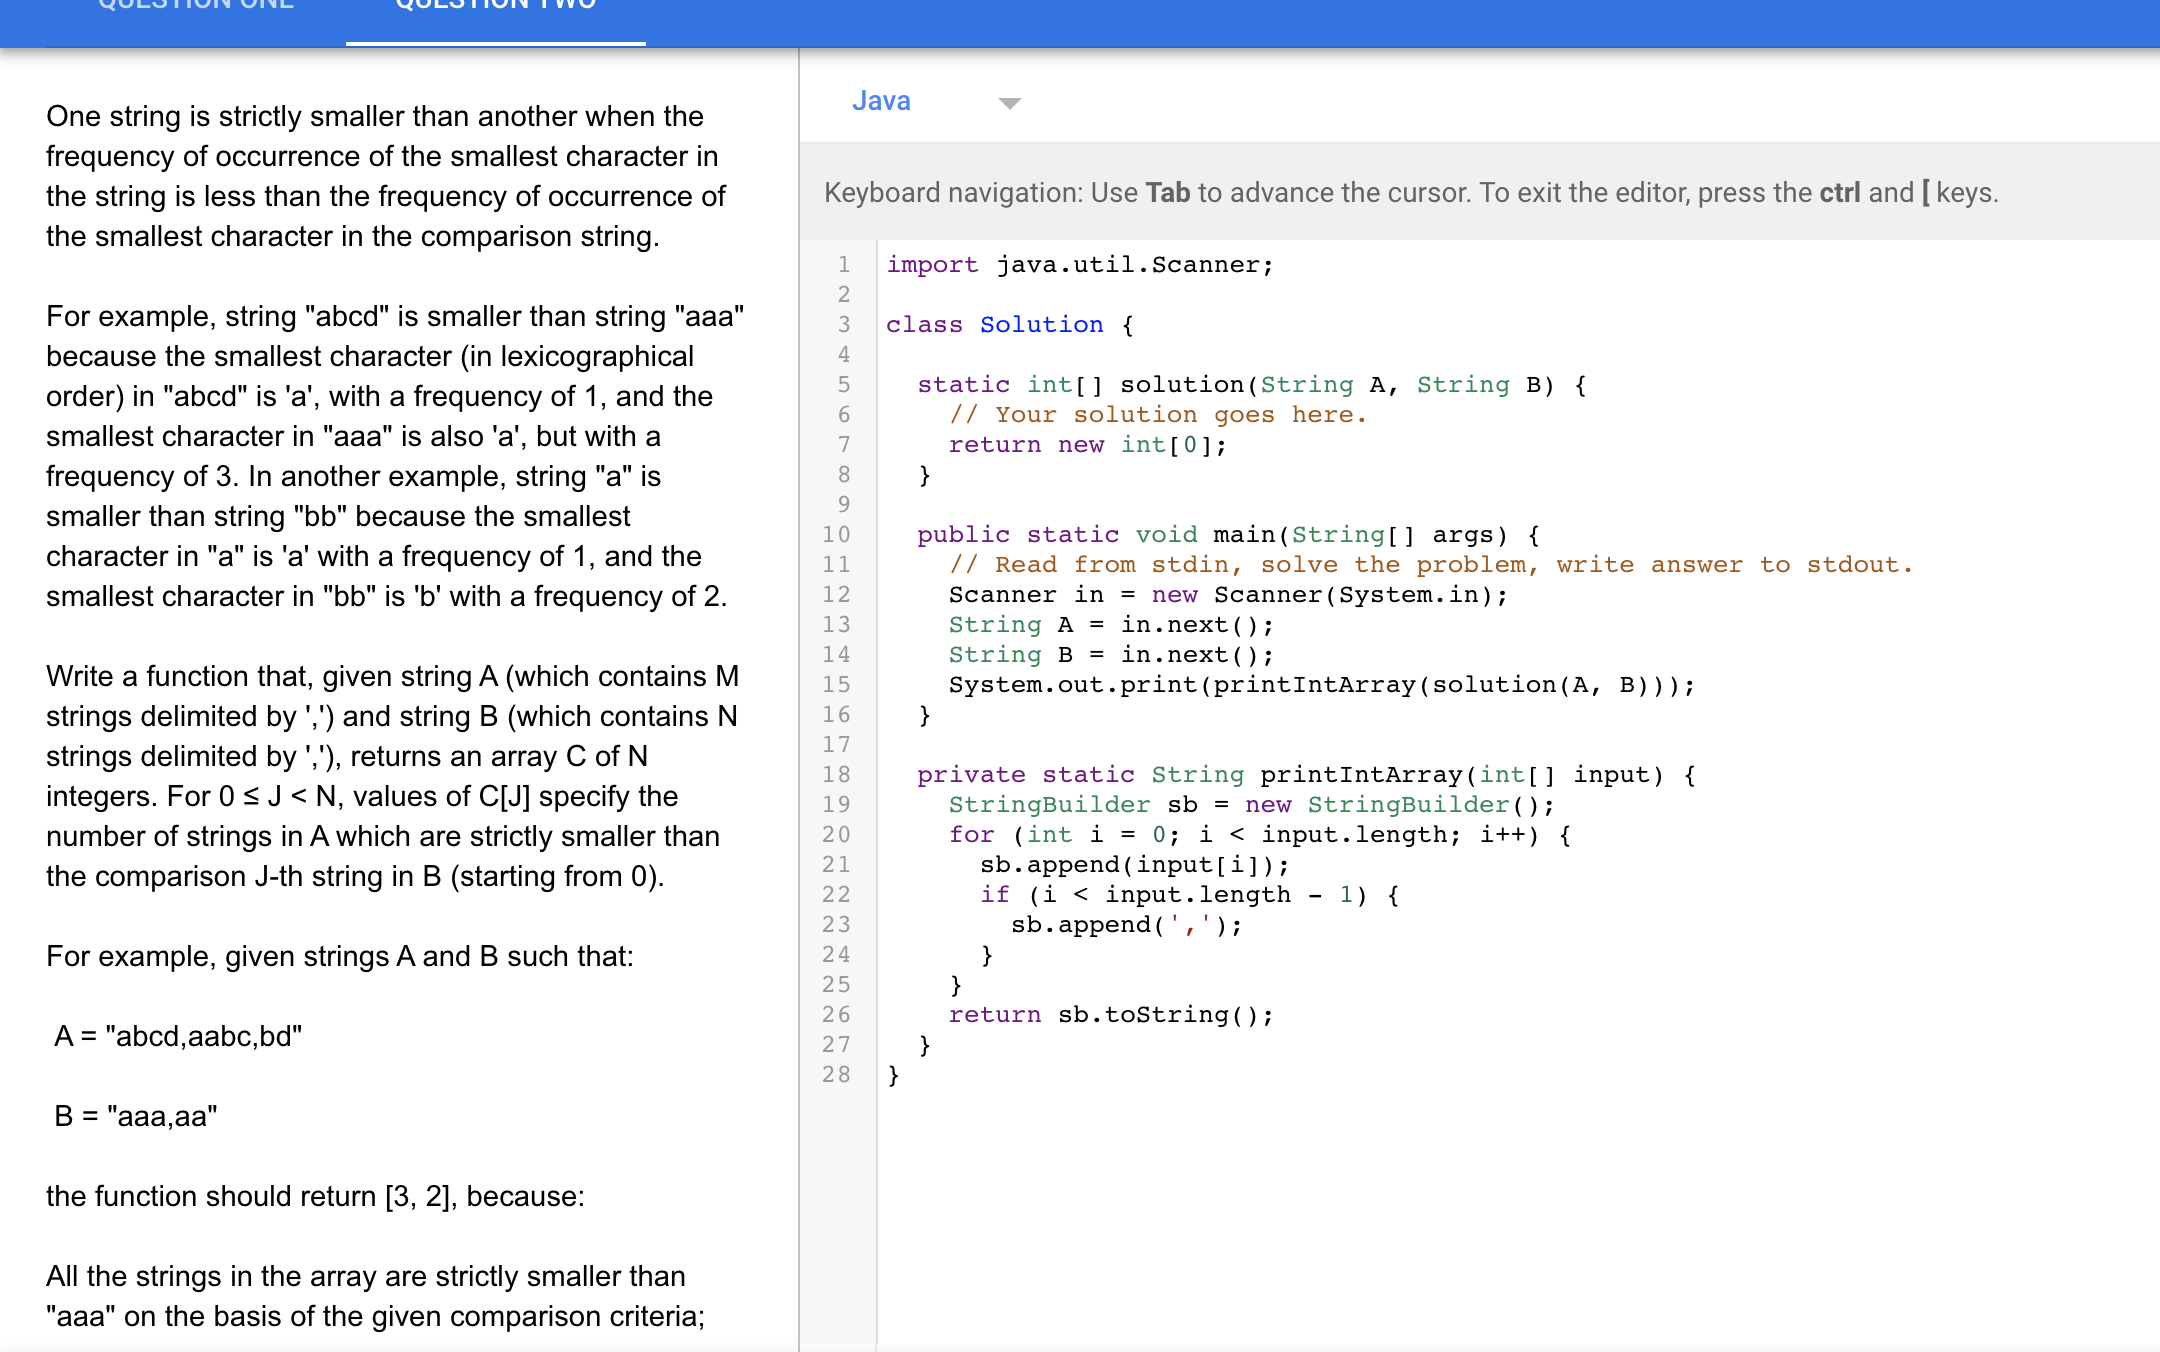 QUESTION ONE QUESTION TWO
One string is strictly smaller than another when the
frequency of occurrence of the smallest character in
the string is less than the frequency of occurrence of
the smallest character in the comparison string.
For example, string "abcd" is smaller than string "aaa"
because the smallest character (in lexicographical
order) in "abcd" is 'a', with a frequency of 1, and the
smallest character in "aaa" is also 'a', but with a
frequency of 3. In another example, string "a" is
smaller than string "bb" because the smallest
character in "a" is 'a' with a frequency of 1, and the
smallest character in "bb" is 'b' with a frequency of 2.
Write a function that, given string A (which contains M
strings delimited by ',') and string B (which contains N
strings delimited by ','), returns an array C of N
integers. For 0 ≤ J < N, values of C[J] specify the
number of strings in A which are strictly smaller than
the comparison J-th string in B (starting from 0).
For example, given strings A and B such that:
A = "abcd,aabc,bd"
B = "aaa,aa"
the function should return [3, 2], because:
All the strings in the array are strictly smaller than
"aaa" on the basis of the given comparison criteria;
Java
Keyboard navigation: Use Tab to advance the cursor. To exit the editor, press the ctrl and [ keys.
1 import java.util.Scanner;
2
3 class Solution {
4
5 static int[] solution(String A, String B) {
6 // Your solution goes here.
7 return new int[0];
8 }
9
10 public static void main(String[] args) {
11 // Read from stdin, solve the problem, write answer to stdout.
12 Scanner in = new Scanner(System.in);
13 String A = in.next();
14 String B = in.next();
15 System.out.print(printIntArray(solution(A, B)));
16 }
17
18 private static String printIntArray(int[] input) {
19 StringBuilder sb = new StringBuilder();
20 for (int i = 0; i < input.length; i++) {
21 sb.append(input[i]);
22 if (i < input.length - 1) {
23 sb.append(',');
24 }
25 }
26 return sb.toString();
27 }
28 }